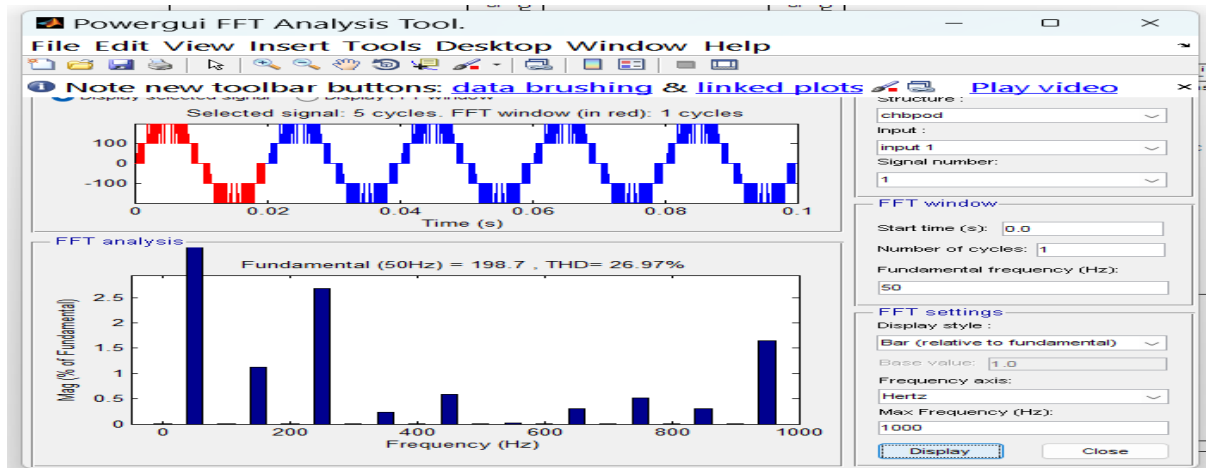 Powergui FFT Analysis Tool.
File Edit View Insert Tools Desktop Window Help
Note new toolbar buttons: data brushing & linked plots Play video
Display selected signal Display FFT window
Selected signal: 5 cycles. FFT window (in red): 1 cycles
100
0
-100
0 0.02 0.04 0.06 0.08 0.1
Time (s)
FFT analysis
Fundamental (50Hz) = 198.7 , THD= 26.97%
Mag (% of Fundamental)
2.5
2
1.5
1
0.5
0
0 200 400 600 800 1000
Frequency (Hz)
Structure :
chbpod
Input :
input 1
Signal number:
1
FFT window
Start time (s): 0.0
Number of cycles: 1
Fundamental frequency (Hz):
50
FFT settings
Display style :
Bar (relative to fundamental)
Base value: 1.0
Frequency axis:
Hertz
Max Frequency (Hz):
1000
Display Close